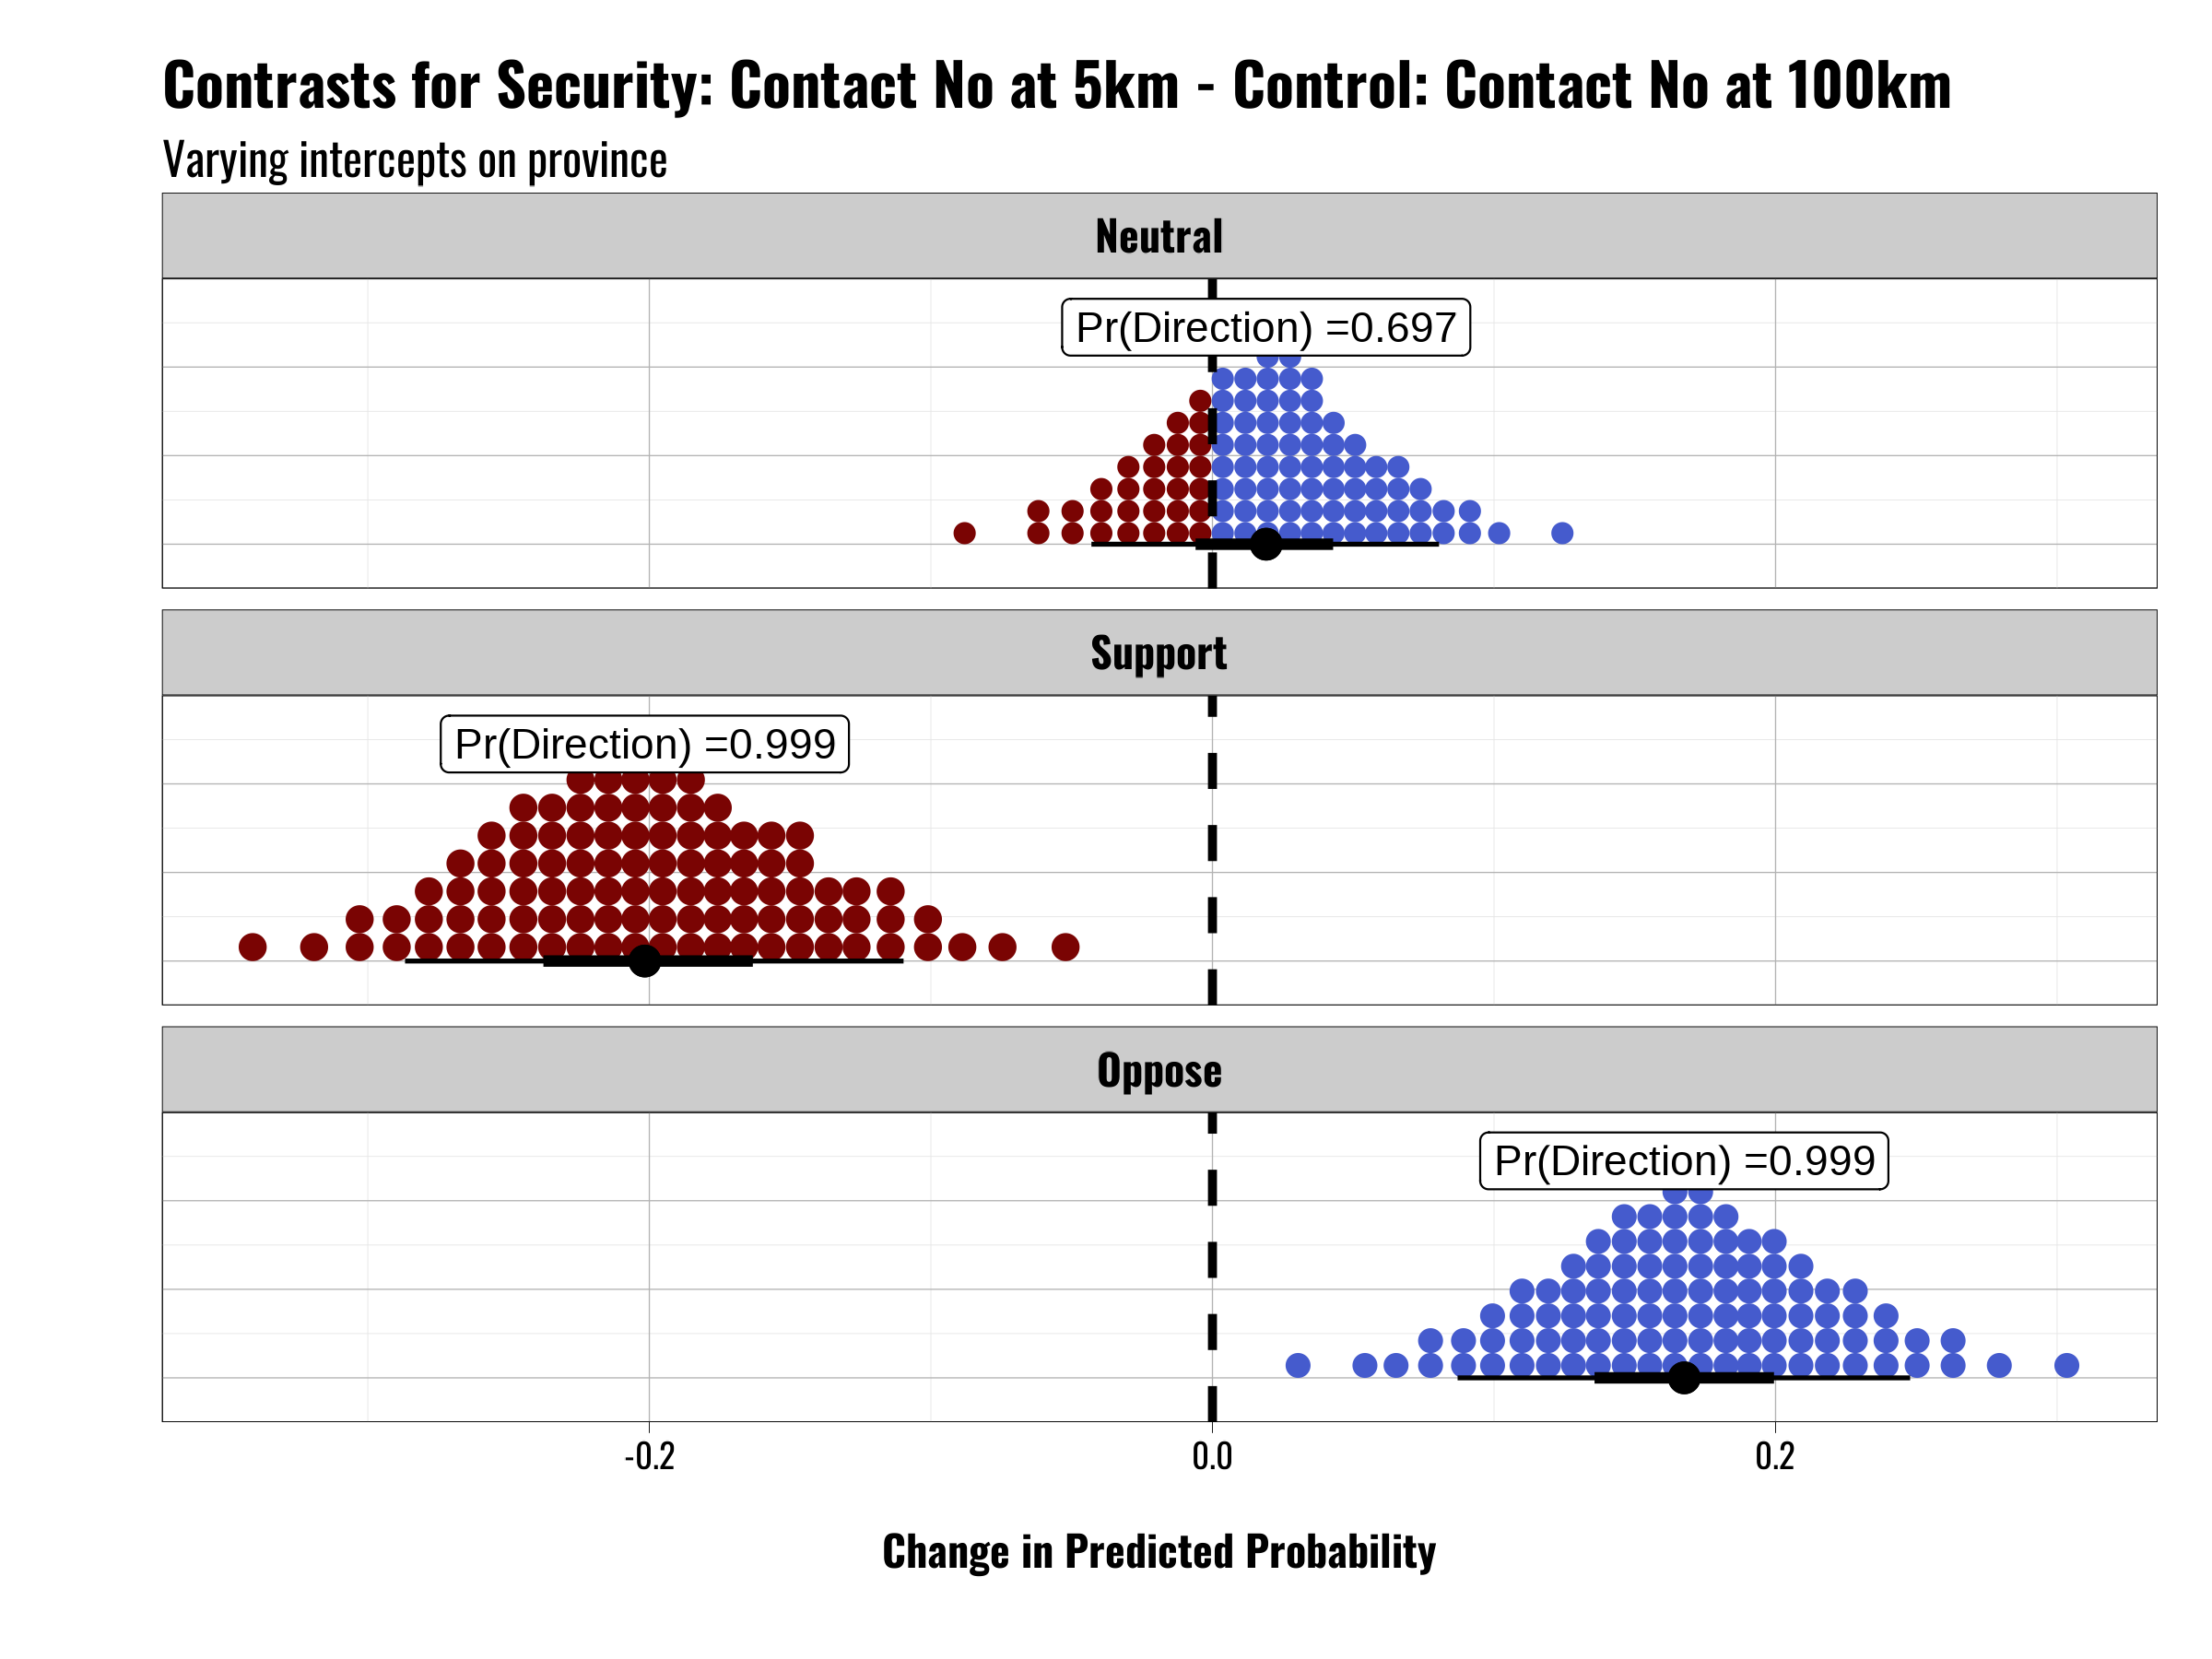 Contrasts for Security: Contact No at 5km - Control: Contact No at 100km
Varying intercepts on province
Neutral
Pr(Direction) =0.697
Support
Pr(Direction) =0.999
Oppose
Pr(Direction) =0.999
-0.2 0.0 0.2
Change in Predicted Probability